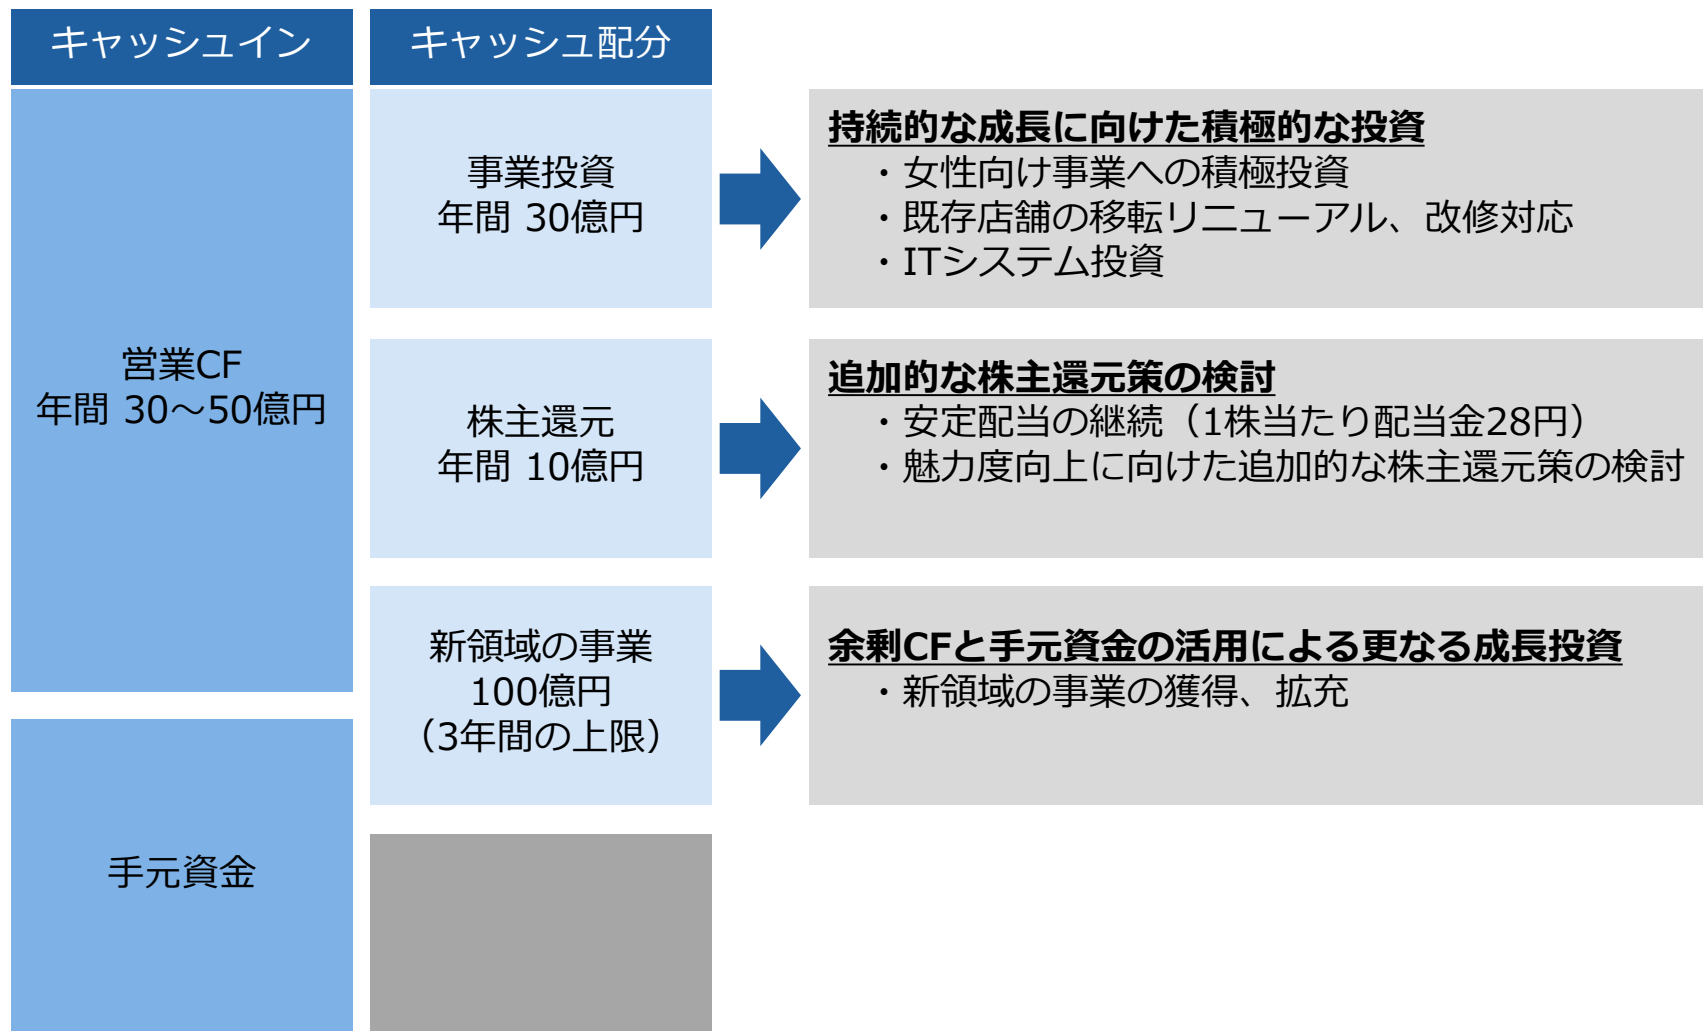 キャッシュイン
キャッシュ配分
営業CF
年間 30～50億円
手元資金
事業投資
年間 30億円
持続的な成長に向けた積極的な投資
・女性向け事業への積極投資
・既存店舗の移転リニューアル、改修対応
・ITシステム投資
株主還元
年間 10億円
追加的な株主還元策の検討
・安定配当の継続（1株当たり配当金28円）
・魅力度向上に向けた追加的な株主還元策の検討
新領域の事業
100億円
（3年間の上限）
余剰CFと手元資金の活用による更なる成長投資
・新領域の事業の獲得、拡充